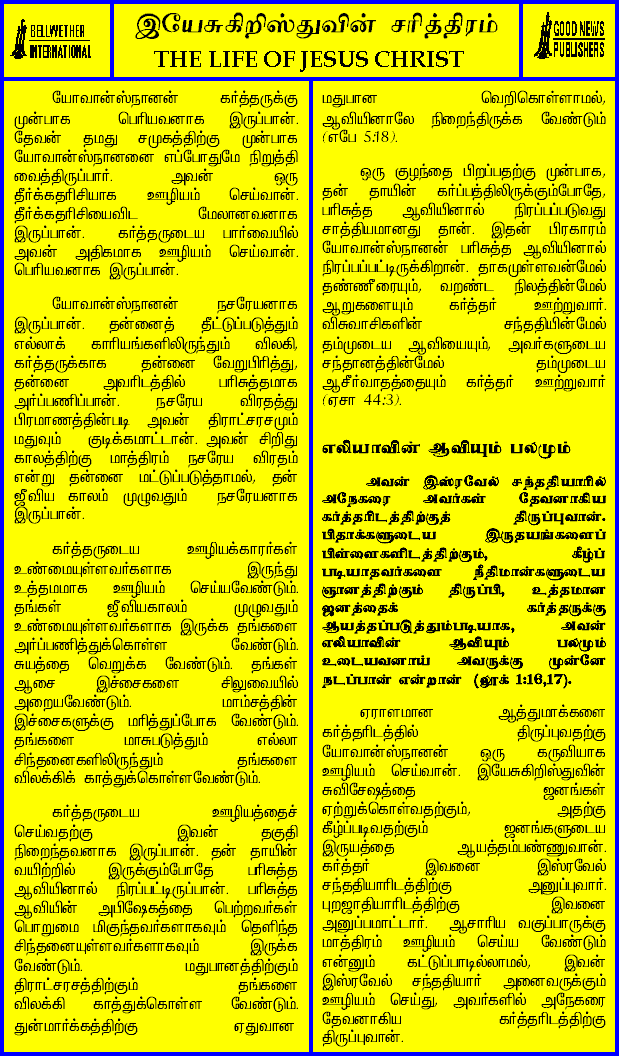 BELLWETHER
INTERNATIONAL
இயேசுகிறிஸ்துவின் சரித்திரம்
THE LIFE OF JESUS CHRIST
GOOD NEWS
PUBLISHERS
யோவான்ஸ்நானன் கர்த்தருக்கு
முன்பாக பெரியவனாக இருப்பான்.
தேவன் தமது சமுகத்திற்கு முன்பாக
யோவான்ஸ்நானனை எப்போதுமே நிறுத்தி
வைத்திருப்பார். அவன் ஒரு
தீர்க்கதரிசியாக ஊழியம் செய்வான்.
தீர்க்கதரிசியைவிட மேலானவனாக
இருப்பான். கர்த்தருடைய பார்வையில்
அவன் அதிகமாக ஊழியம் செய்வான்.
பெரியவனாக இருப்பான்.
யோவான்ஸ்நானன் நசரேயனாக
இருப்பான். தன்னைத் தீட்டுப்படுத்தும்
எல்லாக் காரியங்களிலிருந்தும் விலகி,
கர்த்தருக்காக தன்னை வேறுபிரித்து,
தன்னை அவரிடத்தில் பரிசுத்தமாக
அர்ப்பணிப்பான். நசரேய விரதத்து
பிரமாணத்தின்படி அவன் திராட்சரசமும்
மதுவும் குடிக்கமாட்டான். அவன் சிறிது
காலத்திற்கு மாத்திரம் நசரேய விரதம்
என்று தன்னை மட்டுப்படுத்தாமல், தன்
ஜீவிய காலம் முழுவதும் நசரேயனாக
இருப்பான்.
கர்த்தருடைய ஊழியக்காரர்கள்
உண்மையுள்ளவர்களாக இருந்து
உத்தமமாக ஊழியம் செய்யவேண்டும்.
தங்கள் ஜீவியகாலம் முழுவதும்
உண்மையுள்ளவர்களாக இருக்க தங்களை
அர்ப்பணித்துக்கொள்ள வேண்டும்.
சுயத்தை வெறுக்க வேண்டும். தங்கள்
ஆசை இச்சைகளை சிலுவையில்
அறையவேண்டும். மாம்சத்தின்
இச்சைகளுக்கு மரித்துப்போக வேண்டும்.
தங்களை மாசுபடுத்தும் எல்லா
சிந்தனைகளிலிருந்தும் தங்களை
விலக்கிக் காத்துக்கொள்ளவேண்டும்.
கர்த்தருடைய ஊழியத்தைச்
செய்வதற்கு இவன் தகுதி
நிறைந்தவனாக இருப்பான். தன் தாயின்
வயிற்றில் இருக்கும்போதே பரிசுத்த
ஆவியினால் நிரப்பட்டிருப்பான். பரிசுத்த
ஆவியின் அபிஷேகத்தை பெற்றவர்கள்
பொறுமை மிகுந்தவர்களாகவும் தெளிந்த
சிந்தனையுள்ளவர்களாகவும் இருக்க
வேண்டும். மதுபானத்திற்கும்
திராட்சரசத்திற்கும் தங்களை
விலக்கி காத்துக்கொள்ள வேண்டும்.
துன்மார்க்கத்திற்கு ஏதுவான
மதுபான வெறிகொள்ளாமல்,
ஆவியினாலே நிறைந்திருக்க வேண்டும்
(எபே 5:18).
ஒரு குழந்தை பிறப்பதற்கு முன்பாக,
தன் தாயின் கர்ப்பத்திலிருக்கும்போதே,
பரிசுத்த ஆவியினால் நிரப்பப்படுவது
சாத்தியமானது தான். இதன் பிரகாரம்
யோவான்ஸ்நானன் பரிசுத்த ஆவியினால்
நிரப்பப்பட்டிருக்கிறான். தாகமுள்ளவன்மேல்
தண்ணீரையும், வறண்ட நிலத்தின்மேல்
ஆறுகளையும் கர்த்தர் ஊற்றுவார்.
விசுவாசிகளின் சந்ததியின்மேல்
தம்முடைய ஆவியையும், அவர்களுடைய
சந்தானத்தின்மேல் தம்முடைய
ஆசீர்வாதத்தையும் கர்த்தர் ஊற்றுவார்
(ஏசா 44:3).
எலியாவின் ஆவியும் பலமும்
அவன் இஸ்ரவேல் சந்ததியாரில்
அநேகரை அவர்கள் தேவனாகிய
கர்த்தரிடத்திற்குத் திருப்புவான்.
பிதாக்களுடைய இருதயங்களைப்
பிள்ளைகளிடத்திற்கும், கீழ்ப்
படியாதவர்களை நீதிமான்களுடைய
ஞானத்திற்கும் திருப்பி, உத்தமான
ஜனத்தைக் கர்த்தருக்கு
ஆயத்தப்படுத்தும்படியாக, அவன்
எலியாவின் ஆவியும் பலமும்
உடையவனாய் அவருக்கு முன்னே
நடப்பான் என்றான் (லூக் 1:16,17).
ஏராளமான ஆத்துமாக்களை
கர்த்தரிடத்தில் திருப்புவதற்கு
யோவான்ஸ்நானன் ஒரு கருவியாக
ஊழியம் செய்வான். இயேசுகிறிஸ்துவின்
சுவிசேஷத்தை ஜனங்கள்
ஏற்றுக்கொள்வதற்கும், அதற்கு
கீழ்ப்படிவதற்கும் ஜனங்களுடைய
இருயத்தை ஆயத்தம்பண்ணுவான்.
கர்த்தர் இவனை இஸ்ரவேல்
சந்ததியாரிடத்திற்கு அனுப்புவார்.
புறஜாதியாரிடத்திற்கு இவனை
அனுப்பமாட்டார். ஆசாரிய வகுப்பாருக்கு
மாத்திரம் ஊழியம் செய்ய வேண்டும்
என்னும் கட்டுப்பாடில்லாமல், இவன்
இஸ்ரவேல் சந்ததியார் அனைவருக்கும்
ஊழியம் செய்து, அவர்களில் அநேகரை
தேவனாகிய கர்த்தரிடத்திற்கு
திருப்புவான்.